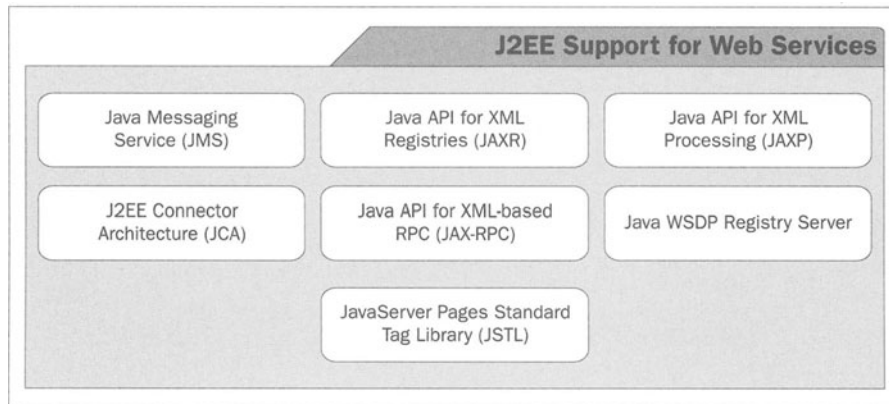 J2EE Support for Web Services
Java Messaging
Service (JMS)
Java API for XML
Registries (JAXR)
Java API for XML
Processing (JAXP)
J2EE Connector
Architecture (JCA)
Java API for XML-based
RPC (JAX-RPC)
Java WSDP Registry Server
JavaServer Pages Standard
Tag Library (JSTL)